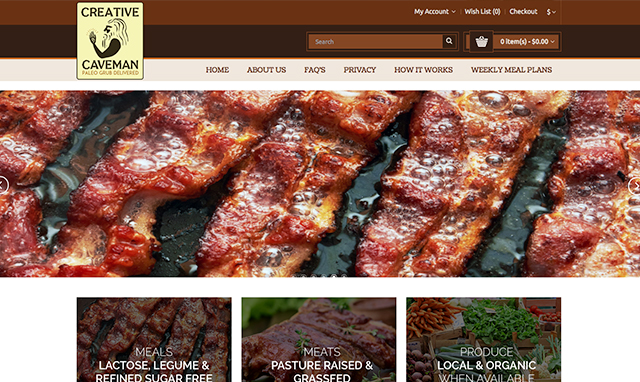 My Account Wish List (0) Checkout $
CREATIVE
CAVEMAN
PALEO GRUB DELIVERED
Search
0 item(s) - $0.00
HOME ABOUT US FAQ'S PRIVACY HOW IT WORKS WEEKLY MEAL PLANS
MEALS
LACTOSE, LEGUME &
REFINED SUGAR FREE
MEATS
PASTURE RAISED &
GRASSFED
PRODUCE
LOCAL & ORGANIC
WHEN AVAILABLE